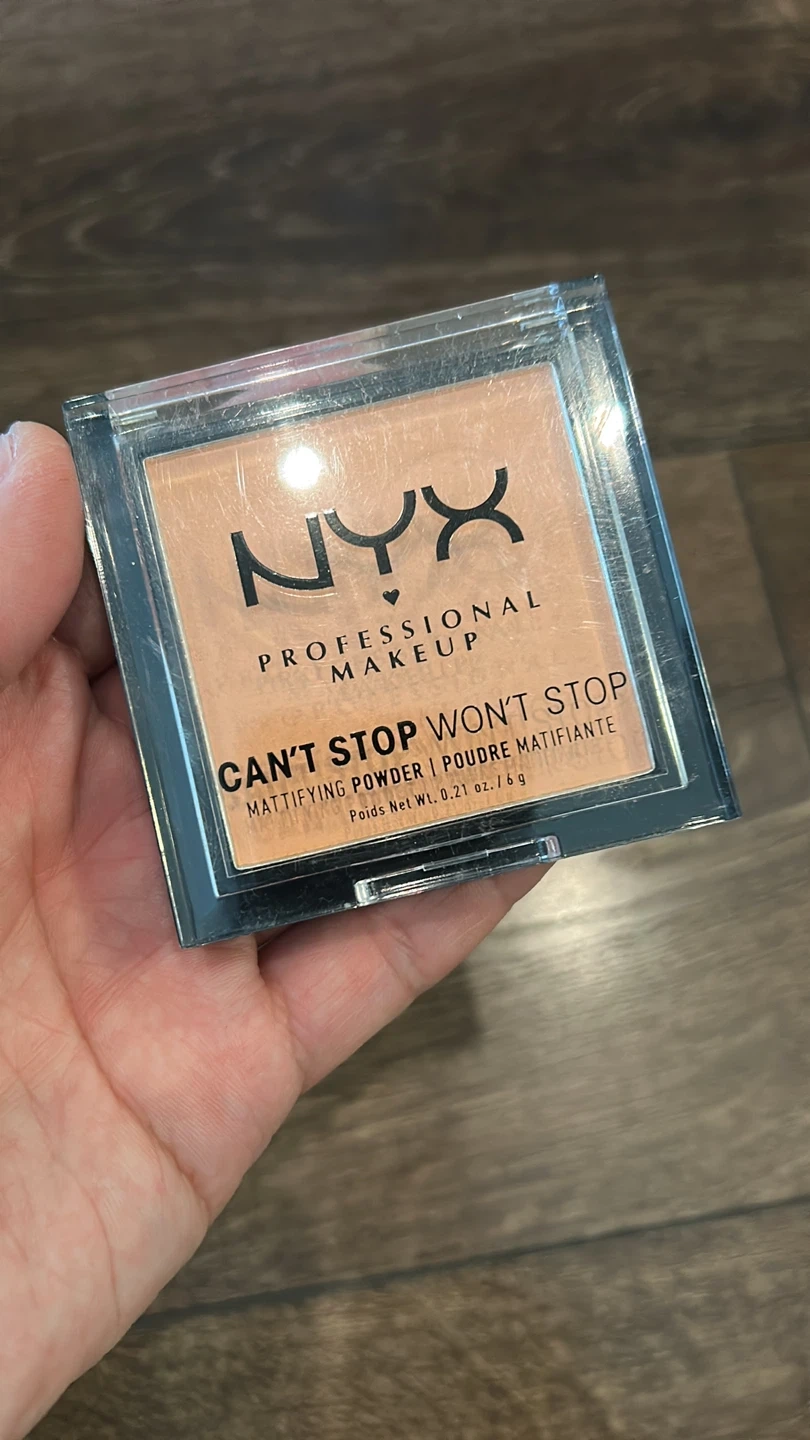 NYX
PROFESSIONAL
MAKEUP
CAN'T STOP WON'T STOP
MATTIFYING POWDER | POUDRE MATIFIANTE
Poids Net Wt. 0.21 oz. / 6 g